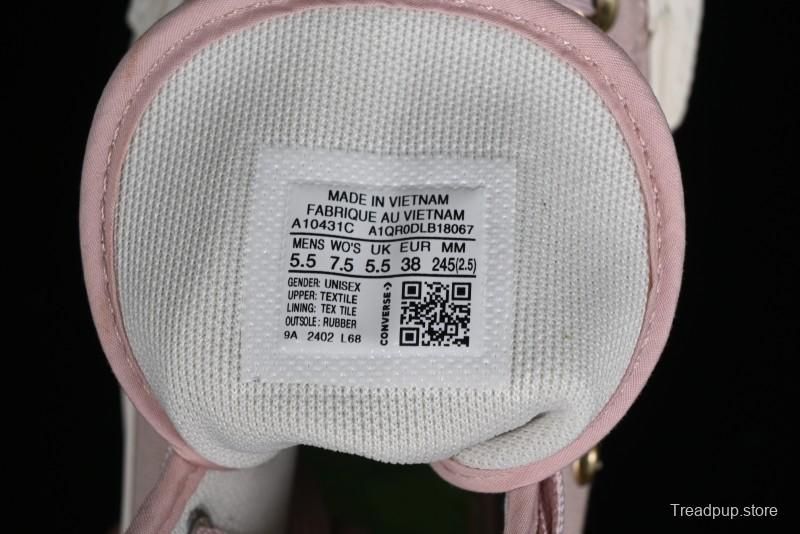 MADE IN VIETNAM
FABRIQUE AU VIETNAM
A10431C A1QR0DLB18067
MENS WO'S UK EUR MM
5.5 7.5 5.5 38 245(2.5)
GENDER: UNISEX
UPPER: TEXTILE
LINING: TEX TILE
OUTSOLE: RUBBER
9A 2402 L68
CONVERSE
Treadpup.store